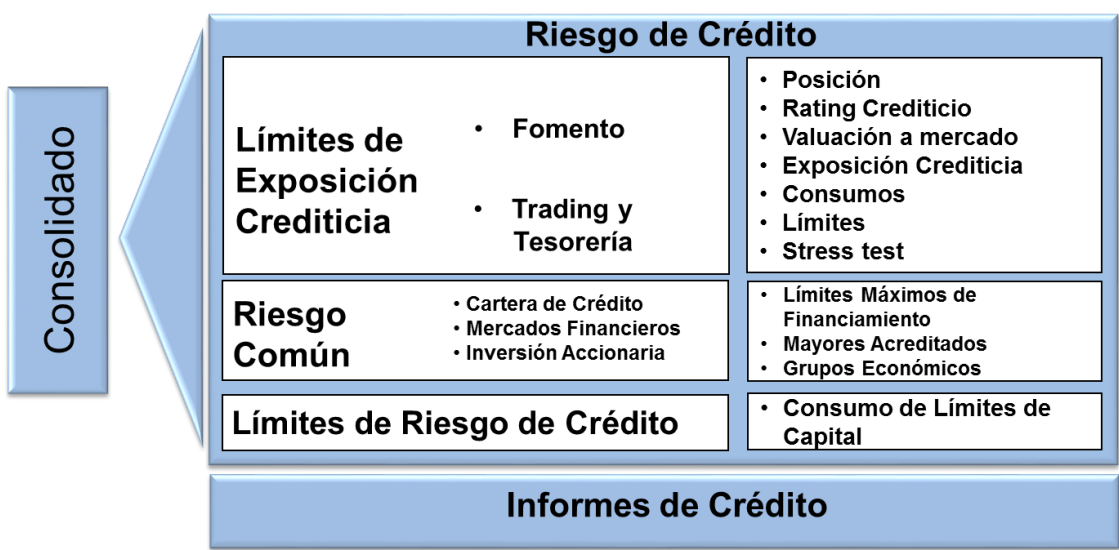 Consolidado
Riesgo de Crédito
Límites de
Exposición
Crediticia
• Fomento
• Trading y
Tesorería
• Posición
• Rating Crediticio
• Valuación a mercado
• Exposición Crediticia
• Consumos
• Límites
• Stress test
Riesgo
Común
• Cartera de Crédito
• Mercados Financieros
• Inversión Accionaria
• Límites Máximos de
Financiamiento
• Mayores Acreditados
• Grupos Económicos
Límites de Riesgo de Crédito
• Consumo de Límites de
Capital
Informes de Crédito